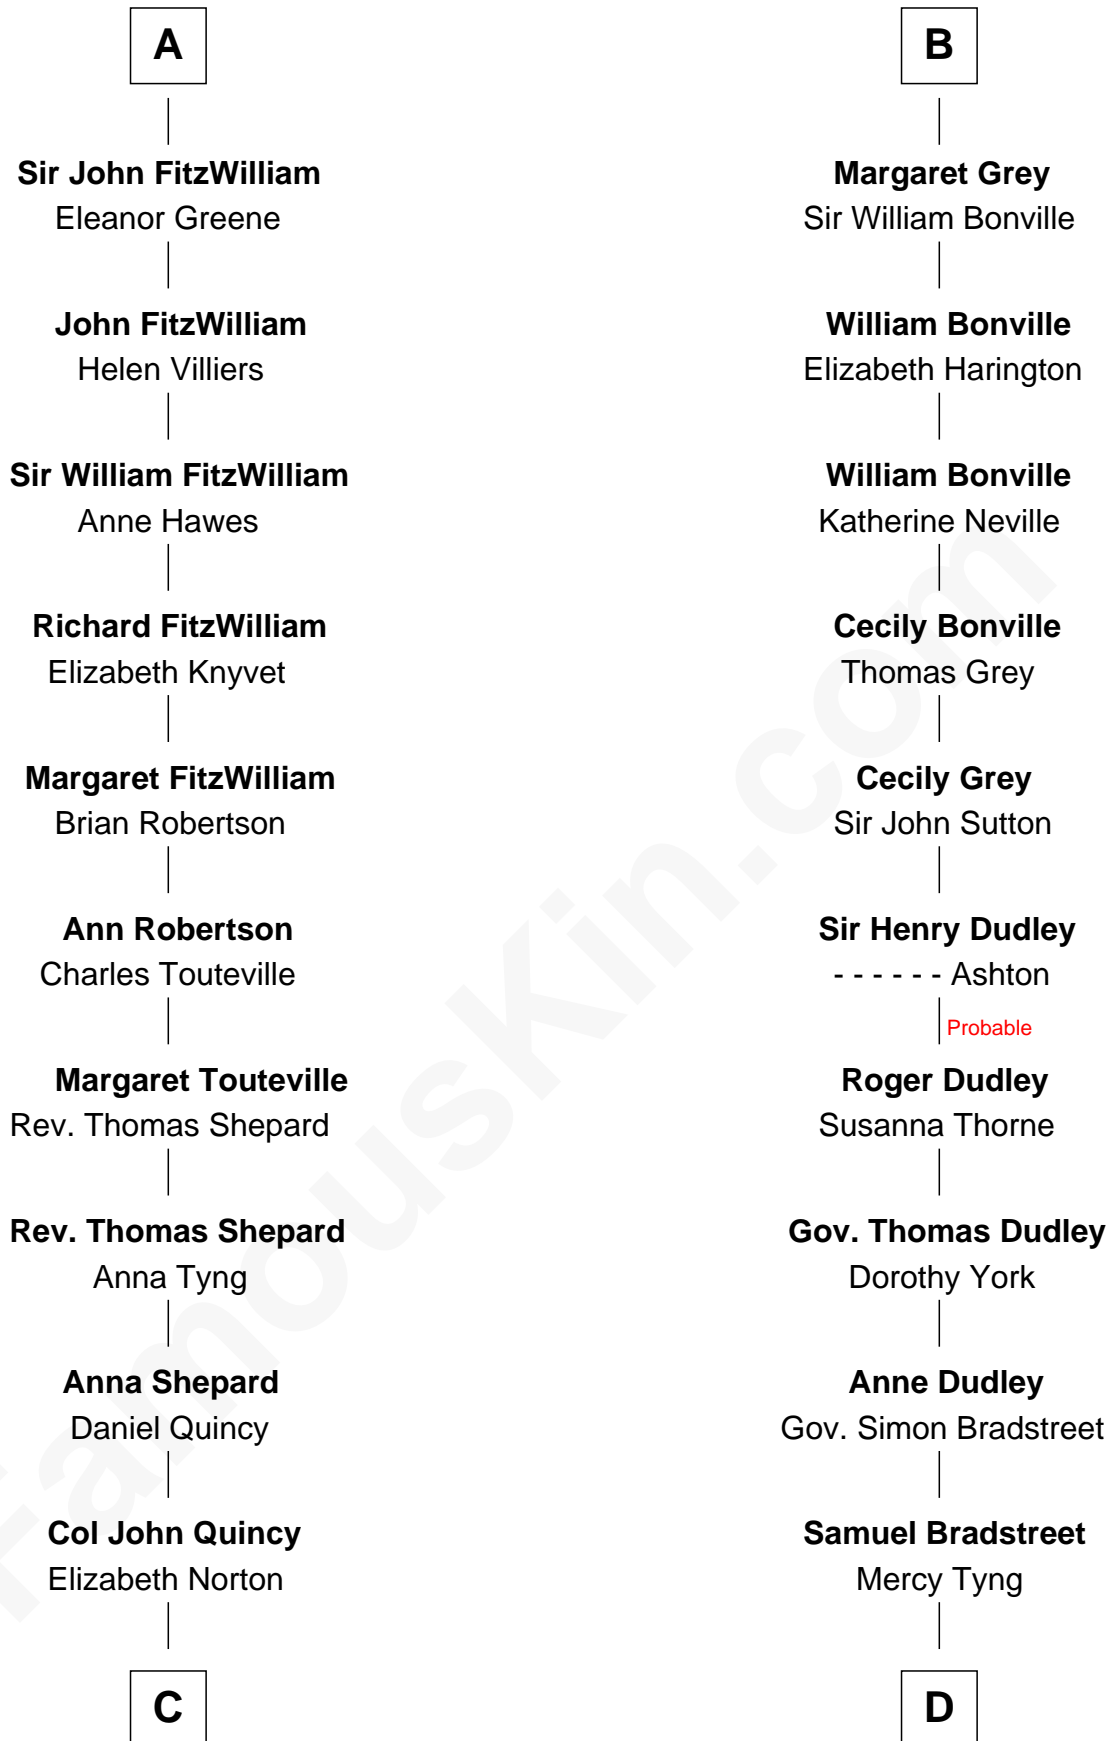 A
Sir John FitzWilliam
Eleanor Greene
John FitzWilliam
Helen Villiers
Sir William FitzWilliam
Anne Hawes
Richard FitzWilliam
Elizabeth Knyvet
Margaret FitzWilliam
Brian Robertson
Ann Robertson
Charles Touteville
Margaret Touteville
Rev. Thomas Shepard
Rev. Thomas Shepard
Anna Tyng
Anna Shepard
Daniel Quincy
Col John Quincy
Elizabeth Norton
C
B
Margaret Grey
Sir William Bonville
William Bonville
Elizabeth Harington
William Bonville
Katherine Neville
Cecily Bonville
Thomas Grey
Cecily Grey
Sir John Sutton
Sir Henry Dudley
- - - - - - Ashton
Probable
Roger Dudley
Susanna Thorne
Gov. Thomas Dudley
Dorothy York
Anne Dudley
Gov. Simon Bradstreet
Samuel Bradstreet
Mercy Tyng
D
FamousKin.com